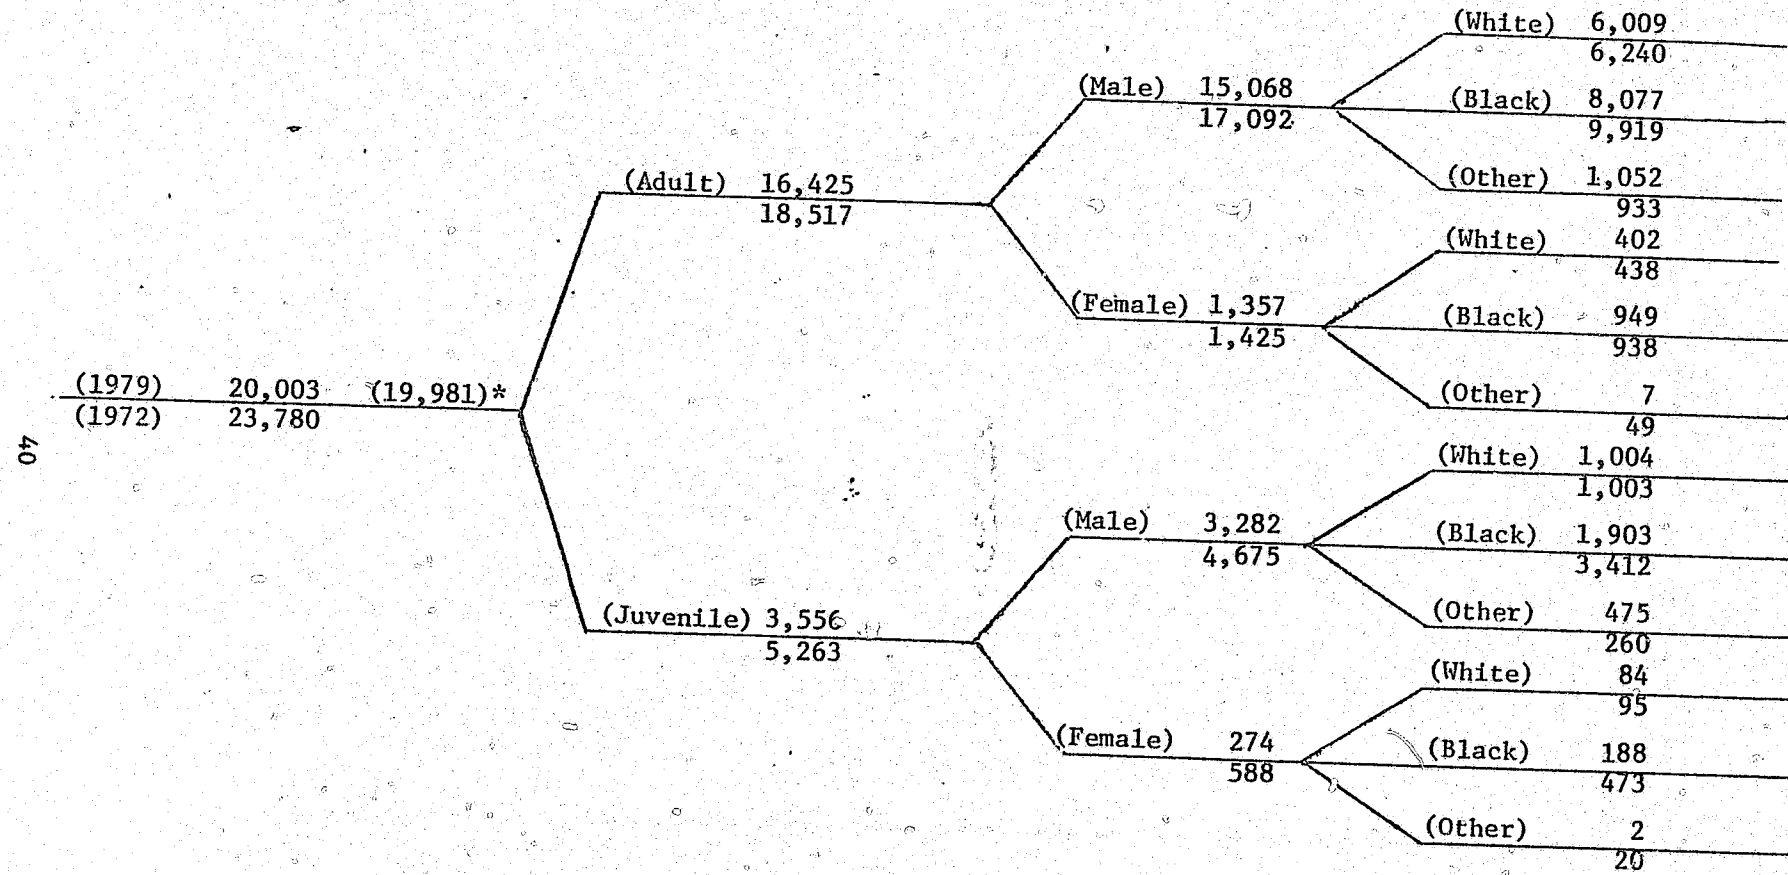 (White) 6,009
6,240
(Male) 15,068
17,092
(Black) 8,077
9,919
(Adult) 16,425
18,517
(Other) 1,052
933
(White) 402
438
(Female) 1,357
1,425
(Black) 949
938
(1979) 20,003 (19,981)*
(1972) 23,780
(Other) 7
49
40
(White) 1,004
1,003
(Male) 3,282
4,675
(Black) 1,903
3,412
(Juvenile) 3,556
5,263
(Other) 475
260
(White) 84
95
(Female) 274
588
(Black) 188
473
(Other) 2
20